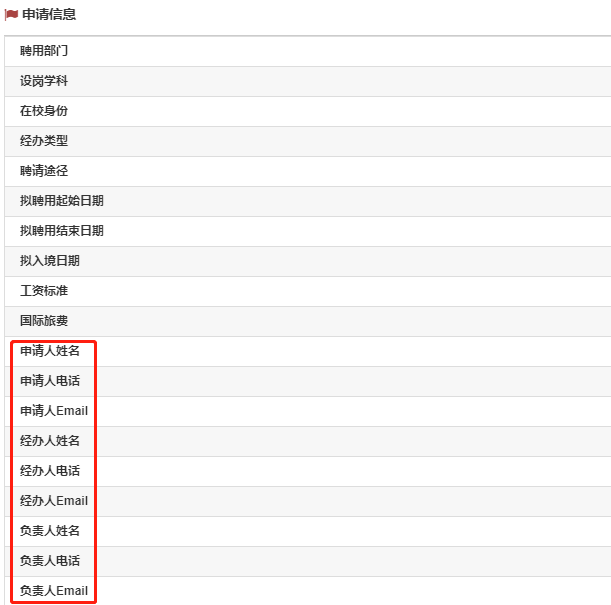 申请信息
聘用部门
设岗学科
在校身份
经办类型
聘请途径
拟聘用起始日期
拟聘用结束日期
拟入境日期
工资标准
国际旅费
申请人姓名
申请人电话
申请人Email
经办人姓名
经办人电话
经办人Email
负责人姓名
负责人电话
负责人Email